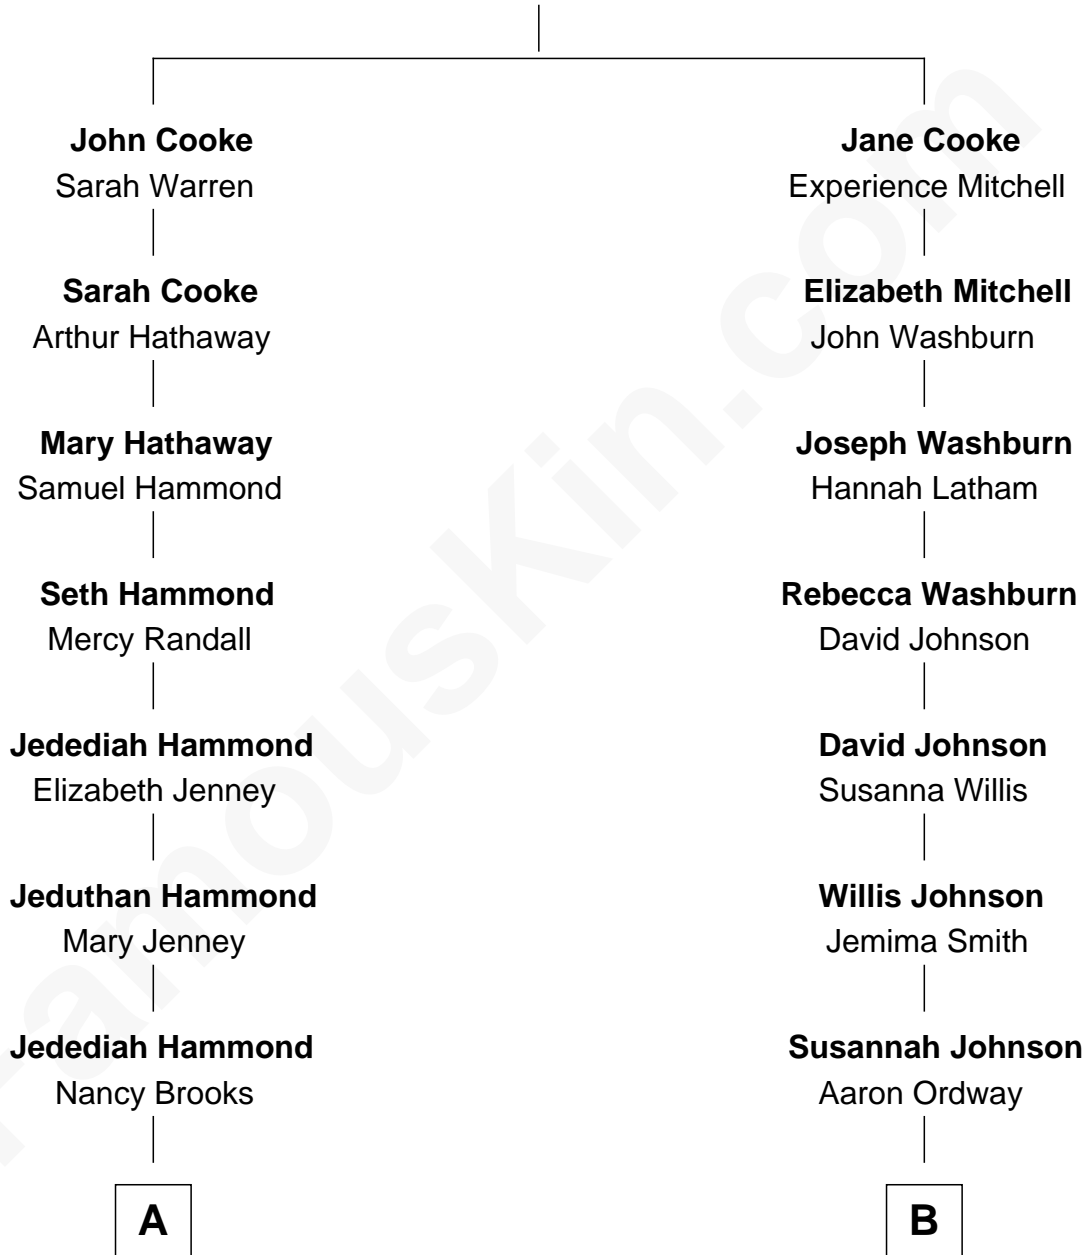 John Cooke
Sarah Warren
Sarah Cooke
Arthur Hathaway
Mary Hathaway
Samuel Hammond
Seth Hammond
Mercy Randall
Jedediah Hammond
Elizabeth Jenney
Jeduthan Hammond
Mary Jenney
Jedediah Hammond
Nancy Brooks
A
Jane Cooke
Experience Mitchell
Elizabeth Mitchell
John Washburn
Joseph Washburn
Hannah Latham
Rebecca Washburn
David Johnson
David Johnson
Susanna Willis
Willis Johnson
Jemima Smith
Susannah Johnson
Aaron Ordway
B
FamousKin.com